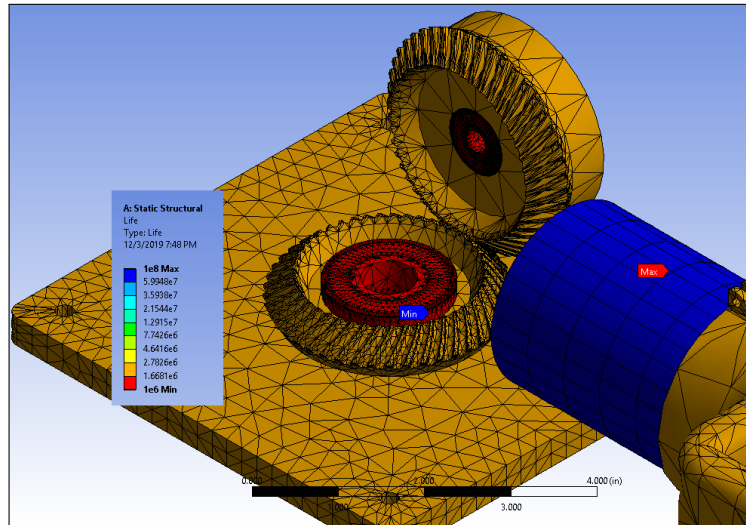 A: Static Structural
Life
Type: Life
12/3/2019 7:48 PM
1e8 Max
5.9948e7
3.5938e7
2.1544e7
1.2915e7
7.7426e6
4.6416e6
2.7826e6
1.6681e6
1e6 Min
Max
Min
0.000 2.000 4.000 (in)
1.000 3.000